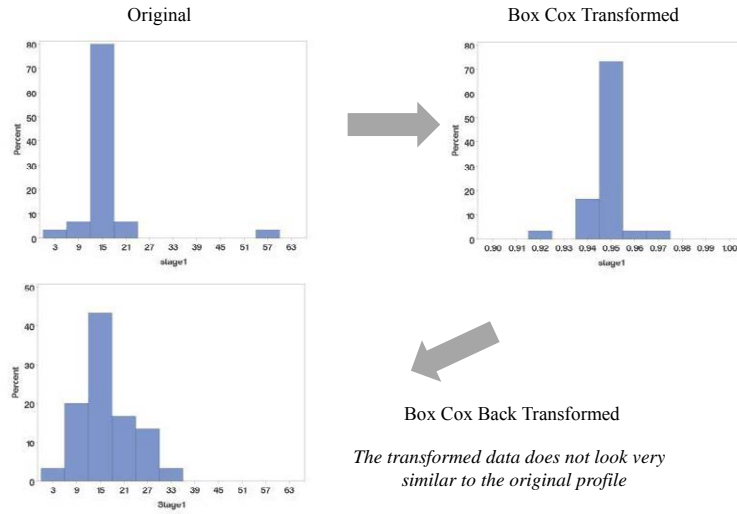 Original
Box Cox Transformed
80
70
60
50
40
30
20
10
0
Percent
3 9 15 21 27 33 39 45 51 57 63
stage1
80
70
60
50
40
30
20
10
0
Percent
0.90 0.91 0.92 0.93 0.94 0.95 0.96 0.97 0.98 0.99 1.00
stage1
50
40
30
20
10
0
Percent
3 9 15 21 27 33 39 45 51 57 63
Stage1
Box Cox Back Transformed
The transformed data does not look very
similar to the original profile